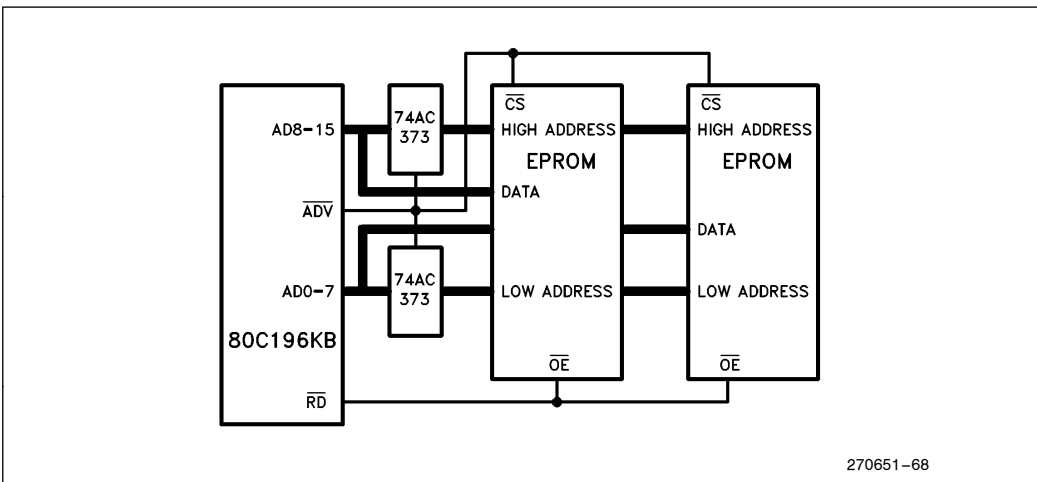 AD8-15
ADV
AD0-7
80C196KB
RD
74AC
373
74AC
373
CS
HIGH ADDRESS
EPROM
DATA
LOW ADDRESS
OE
CS
HIGH ADDRESS
EPROM
DATA
LOW ADDRESS
OE
270651-68